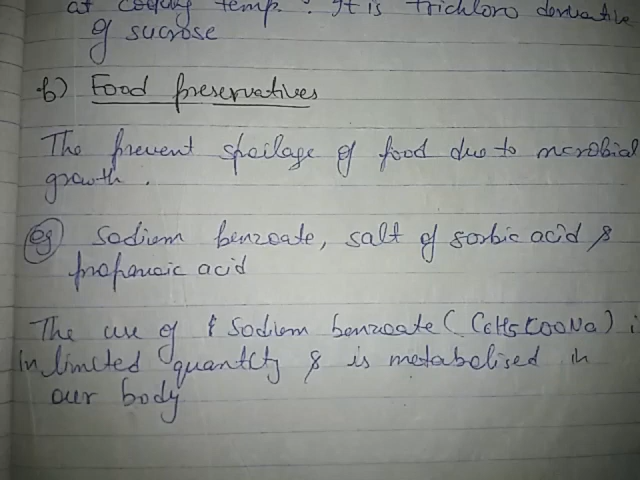 at cooking temp. It is trichloro derivative
of sucrose
b) Food preservatives
The prevent spoilage of food due to microbial
growth.
eg Sodium benzoate, salt of sorbic acid &
propanoic acid
The use of & Sodium benzoate (C6H5COONa) i
in limited quantity & is metabolised in
our body